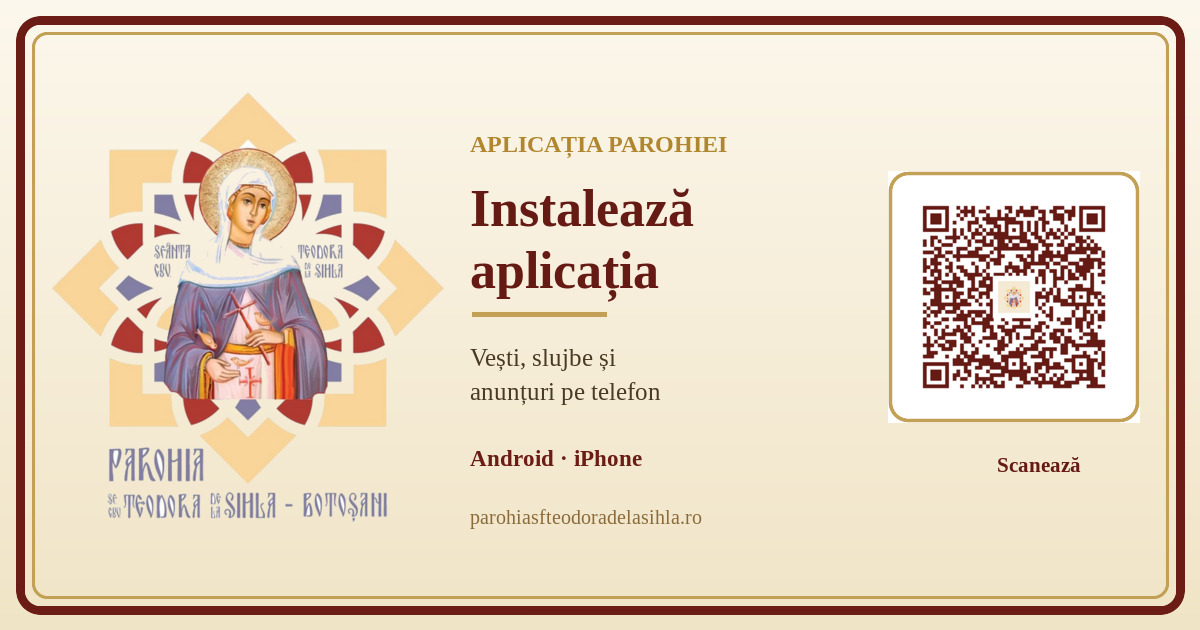 SFÂNTA TEODORA
CUV DE LA SIHLA
PAROHIA
SF CUV TEODORA DE LA SIHLA - BOTOȘANI
APLICAȚIA PAROHIEI
Instalează
aplicația
Vești, slujbe și
anunțuri pe telefon
Android · iPhone
parohiasfteodoradelasihla.ro
Scanează